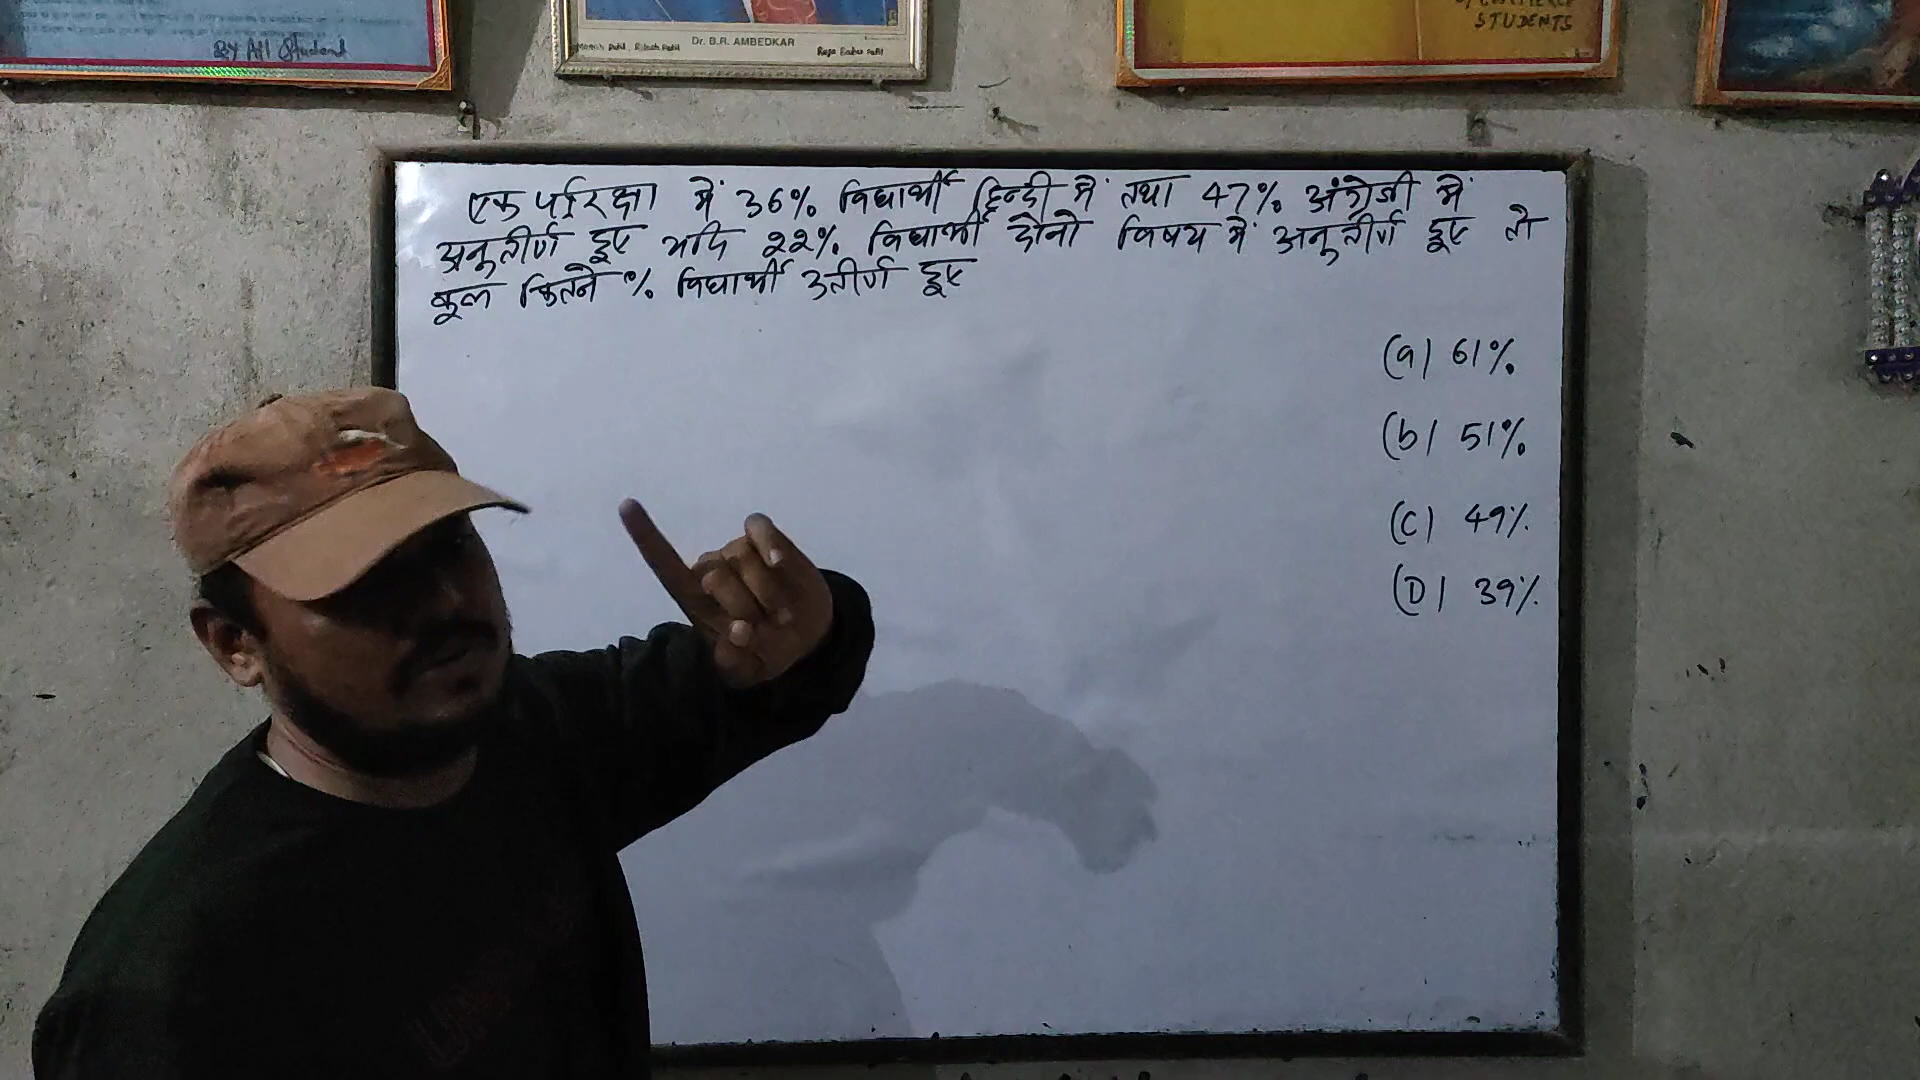 By All Student
Dr. B.R. AMBEDKAR
STUDENTS
एक पररिक्षा में 36% विद्यार्थी हिन्दी में तथा 47% अंग्रेजी में
अनुतीर्ण हुए यदि 22% विद्यार्थी दोनो विषय में अनुतीर्ण हुए तो
कुल कितने % विद्यार्थी उतीर्ण हुए
(a) 61%
(b) 51%
(c) 49%
(D) 39%